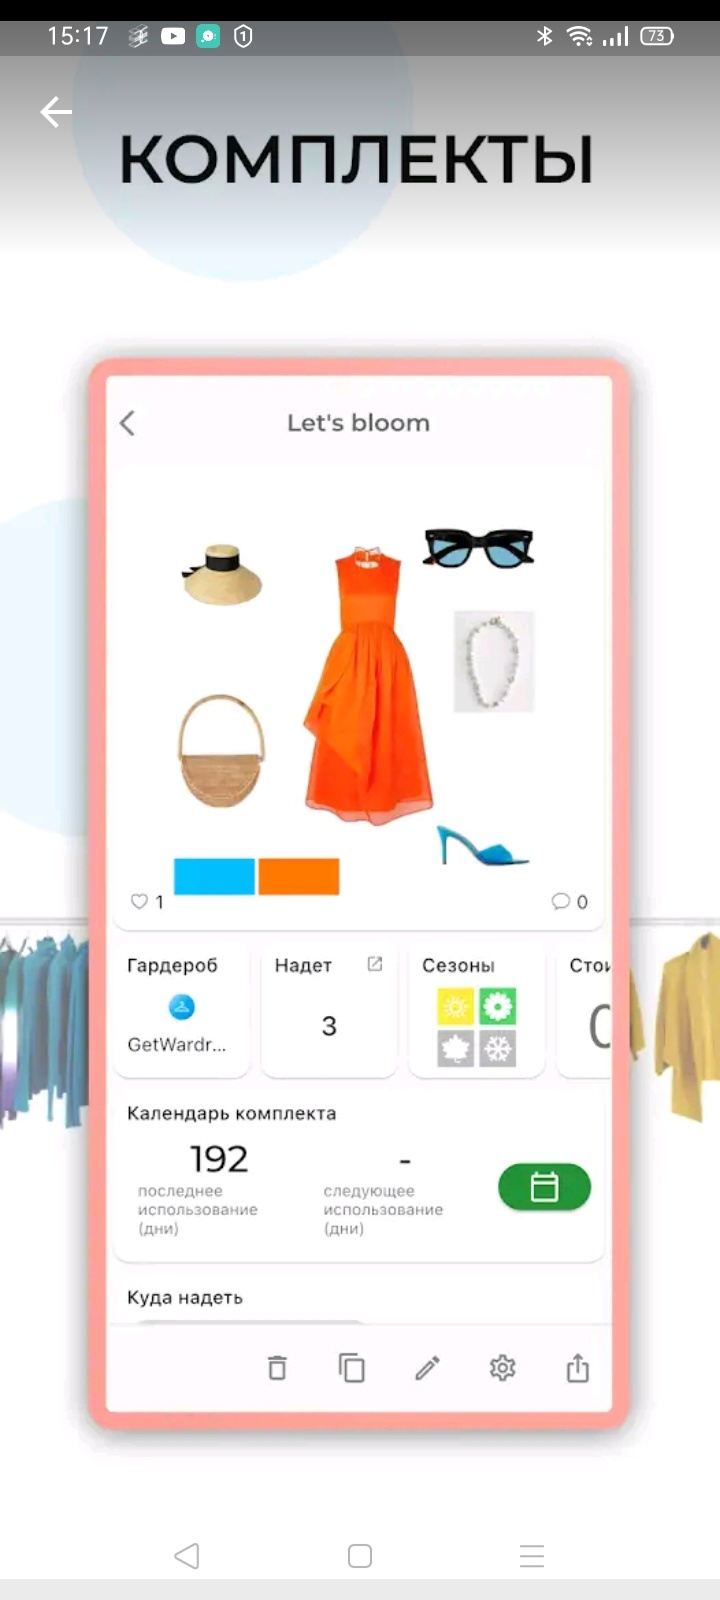 15:17
1
73
КОМПЛЕКТЫ
Let's bloom
1
0
Гардероб
Надет
Сезоны
GetWardr...
3
Календарь комплекта
192
-
последнее
использование
(дни)
следующее
использование
(дни)
Куда надеть